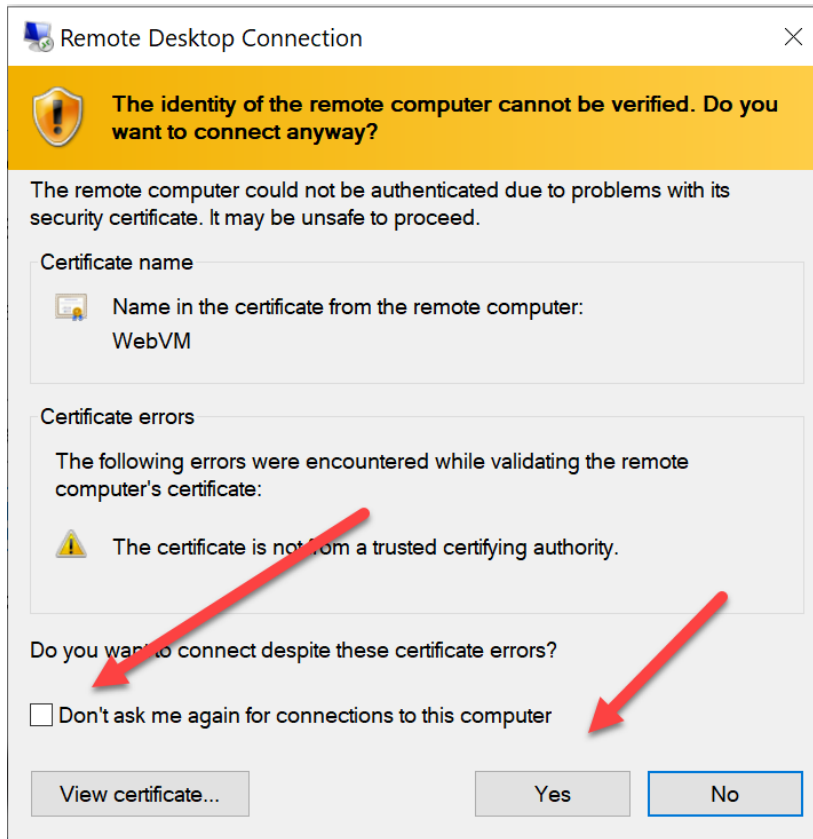 Remote Desktop Connection
The identity of the remote computer cannot be verified. Do you
want to connect anyway?
The remote computer could not be authenticated due to problems with its
security certificate. It may be unsafe to proceed.
Certificate name
Name in the certificate from the remote computer:
WebVM
Certificate errors
The following errors were encountered while validating the remote
computer's certificate:
The certificate is not from a trusted certifying authority.
Do you want to connect despite these certificate errors?
Don't ask me again for connections to this computer
View certificate...
Yes
No